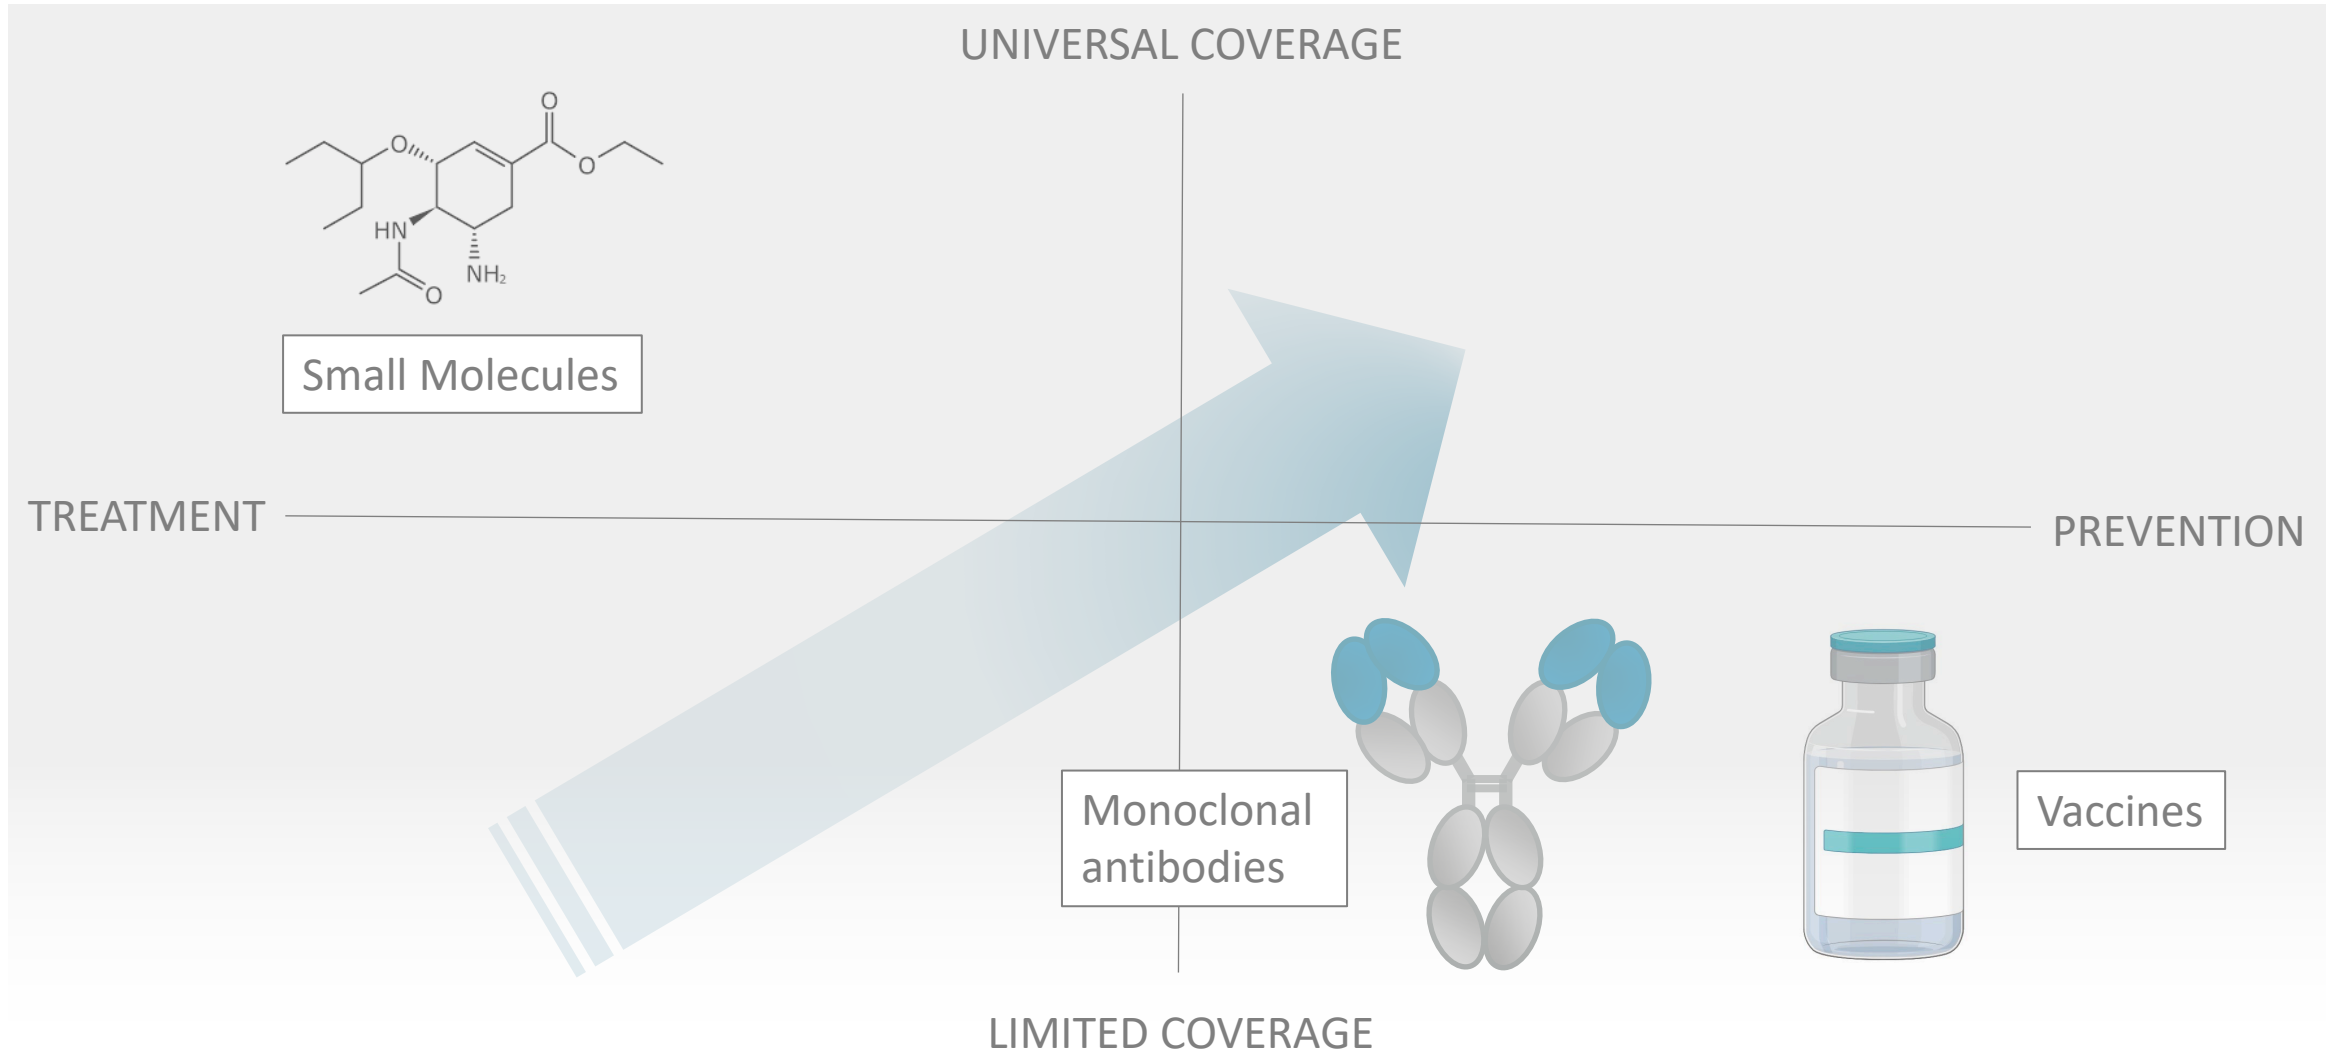 UNIVERSAL COVERAGE
O
O
O
HN
NH₂
O
Small Molecules
TREATMENT
PREVENTION
Monoclonal
antibodies
Vaccines
LIMITED COVERAGE